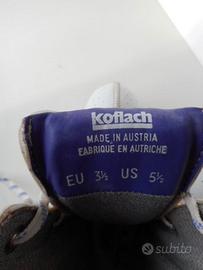 Koflach
MADE IN AUSTRIA
FABRIQUE EN AUTRICHE
EU 3½ US 5½
subito